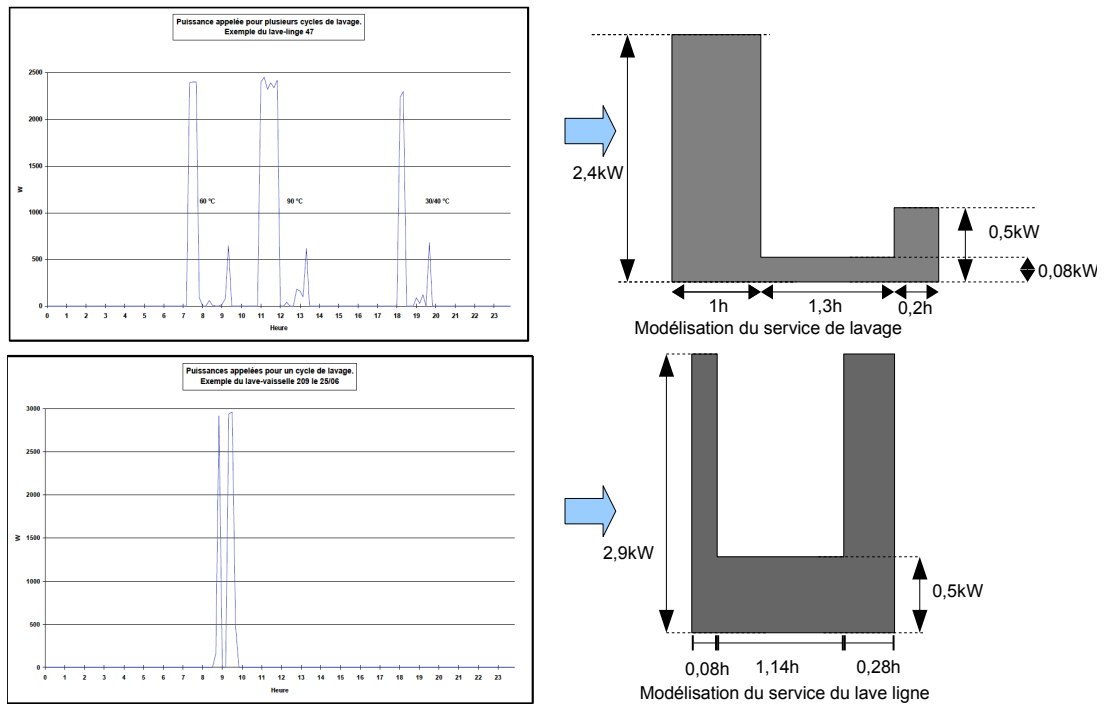 Puissance appelée pour plusieurs cycles de lavage.
Exemple du lave-linge 47
2500
2000
1500
1000
500
0
W
60 °C
90 °C
30/40 °C
0 1 2 3 4 5 6 7 8 9 10 11 12 13 14 15 16 17 18 19 20 21 22 23
Heure
2,4kW
0,5kW
0,08kW
1h
1,3h
0,2h
Modélisation du service de lavage
Puissances appelées pour un cycle de lavage.
Exemple du lave-vaisselle 209 le 25/06
3000
2500
2000
1500
1000
500
0
W
0 1 2 3 4 5 6 7 8 9 10 11 12 13 14 15 16 17 18 19 20 21 22 23
Heure
2,9kW
0,5kW
0,08h
1,14h
0,28h
Modélisation du service du lave ligne